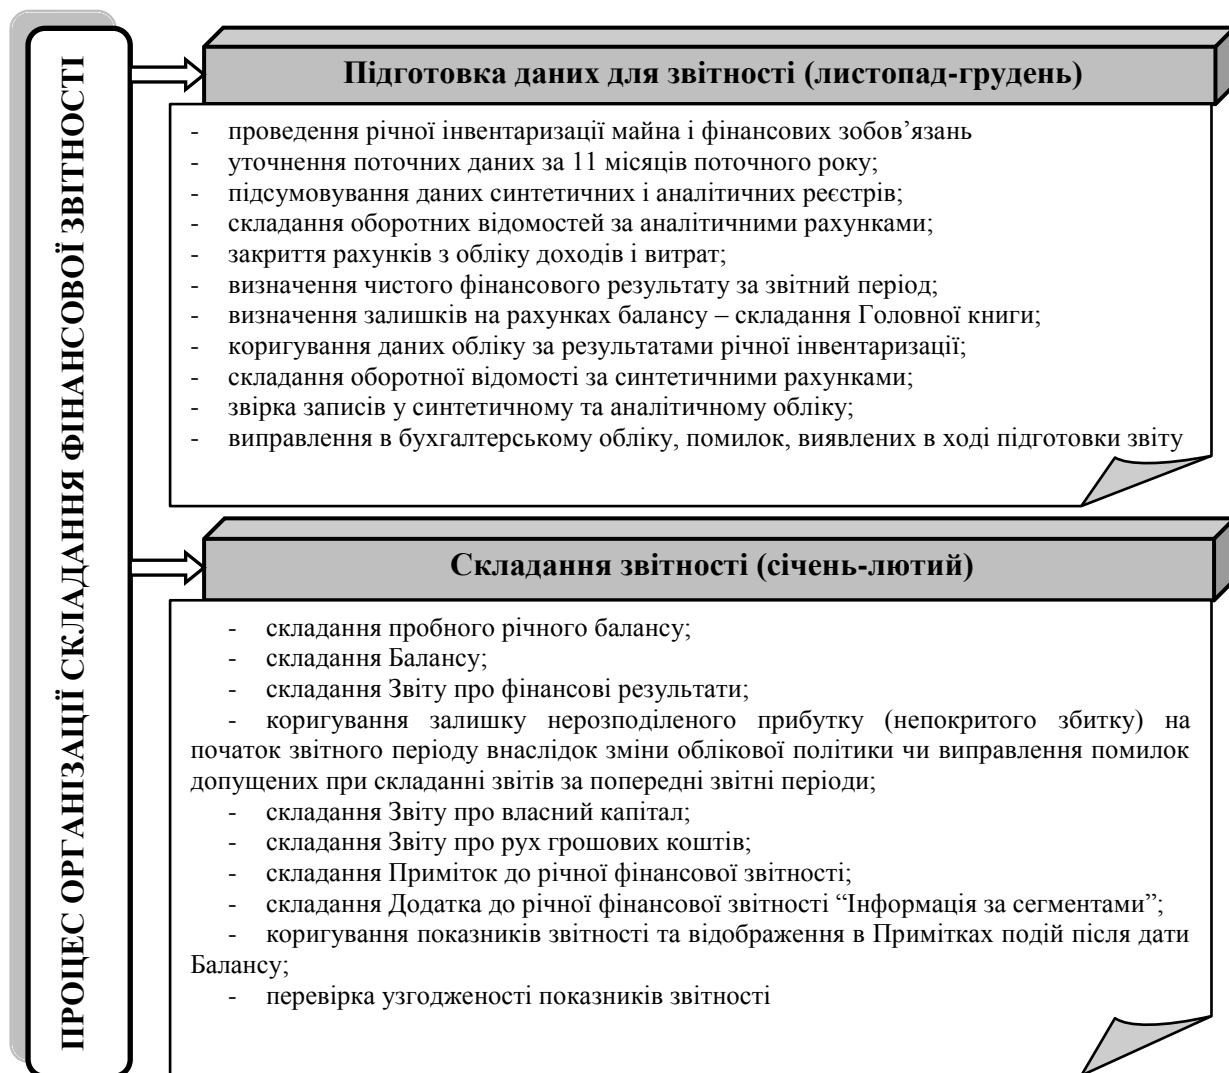 ПРОЦЕС ОРГАНІЗАЦІЇ СКЛАДАННЯ ФІНАНСОВОЇ ЗВІТНОСТІ
Підготовка даних для звітності (листопад-грудень)
- проведення річної інвентаризації майна і фінансових зобов’язань
- уточнення поточних даних за 11 місяців поточного року;
- підсумовування даних синтетичних і аналітичних реєстрів;
- складання оборотних відомостей за аналітичними рахунками;
- закриття рахунків з обліку доходів і витрат;
- визначення чистого фінансового результату за звітний період;
- визначення залишків на рахунках балансу – складання Головної книги;
- коригування даних обліку за результатами річної інвентаризації;
- складання оборотної відомості за синтетичними рахунками;
- звірка записів у синтетичному та аналітичному обліку;
- виправлення в бухгалтерському обліку, помилок, виявлених в ході підготовки звіту
Складання звітності (січень-лютий)
- складання пробного річного балансу;
- складання Балансу;
- складання Звіту про фінансові результати;
- коригування залишку нерозподіленого прибутку (непокритого збитку) на
початок звітного періоду внаслідок зміни облікової політики чи виправлення помилок
допущених при складанні звітів за попередні звітні періоди;
- складання Звіту про власний капітал;
- складання Звіту про рух грошових коштів;
- складання Приміток до річної фінансової звітності;
- складання Додатка до річної фінансової звітності “Інформація за сегментами”;
- коригування показників звітності та відображення в Примітках подій після дати
Балансу;
- перевірка узгодженості показників звітності